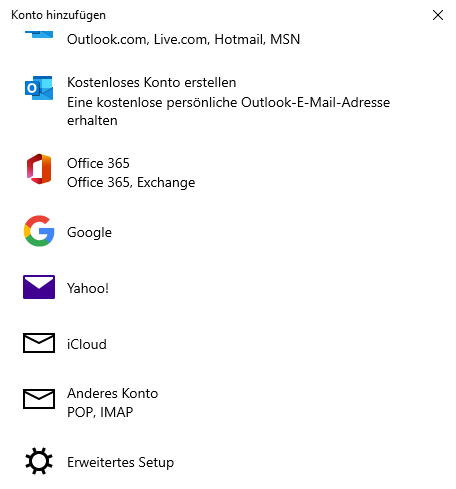 Konto hinzufügen
Outlook.com, Live.com, Hotmail, MSN
Kostenloses Konto erstellen
Eine kostenlose persönliche Outlook-E-Mail-Adresse
erhalten
Office 365
Office 365, Exchange
Google
Yahoo!
iCloud
Anderes Konto
POP, IMAP
Erweitertes Setup